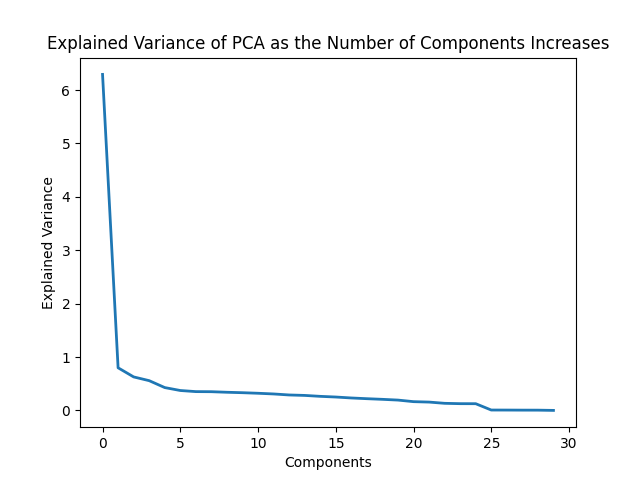 Explained Variance of PCA as the Number of Components Increases
Explained Variance
6
5
4
3
2
1
0
0 5 10 15 20 25 30
Components